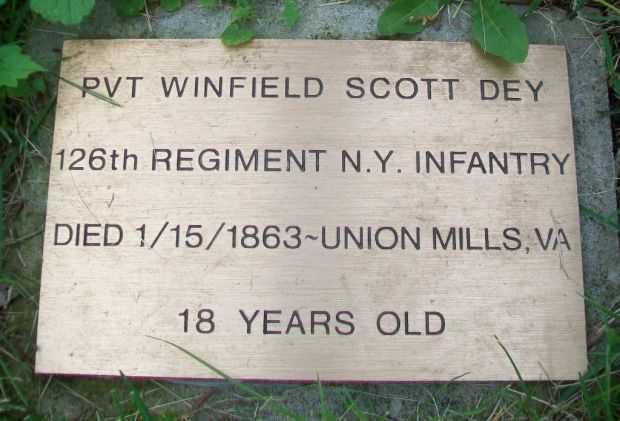 PVT WINFIELD SCOTT DEY
126th REGIMENT N.Y. INFANTRY
DIED 1/15/1863~UNION MILLS, VA
18 YEARS OLD